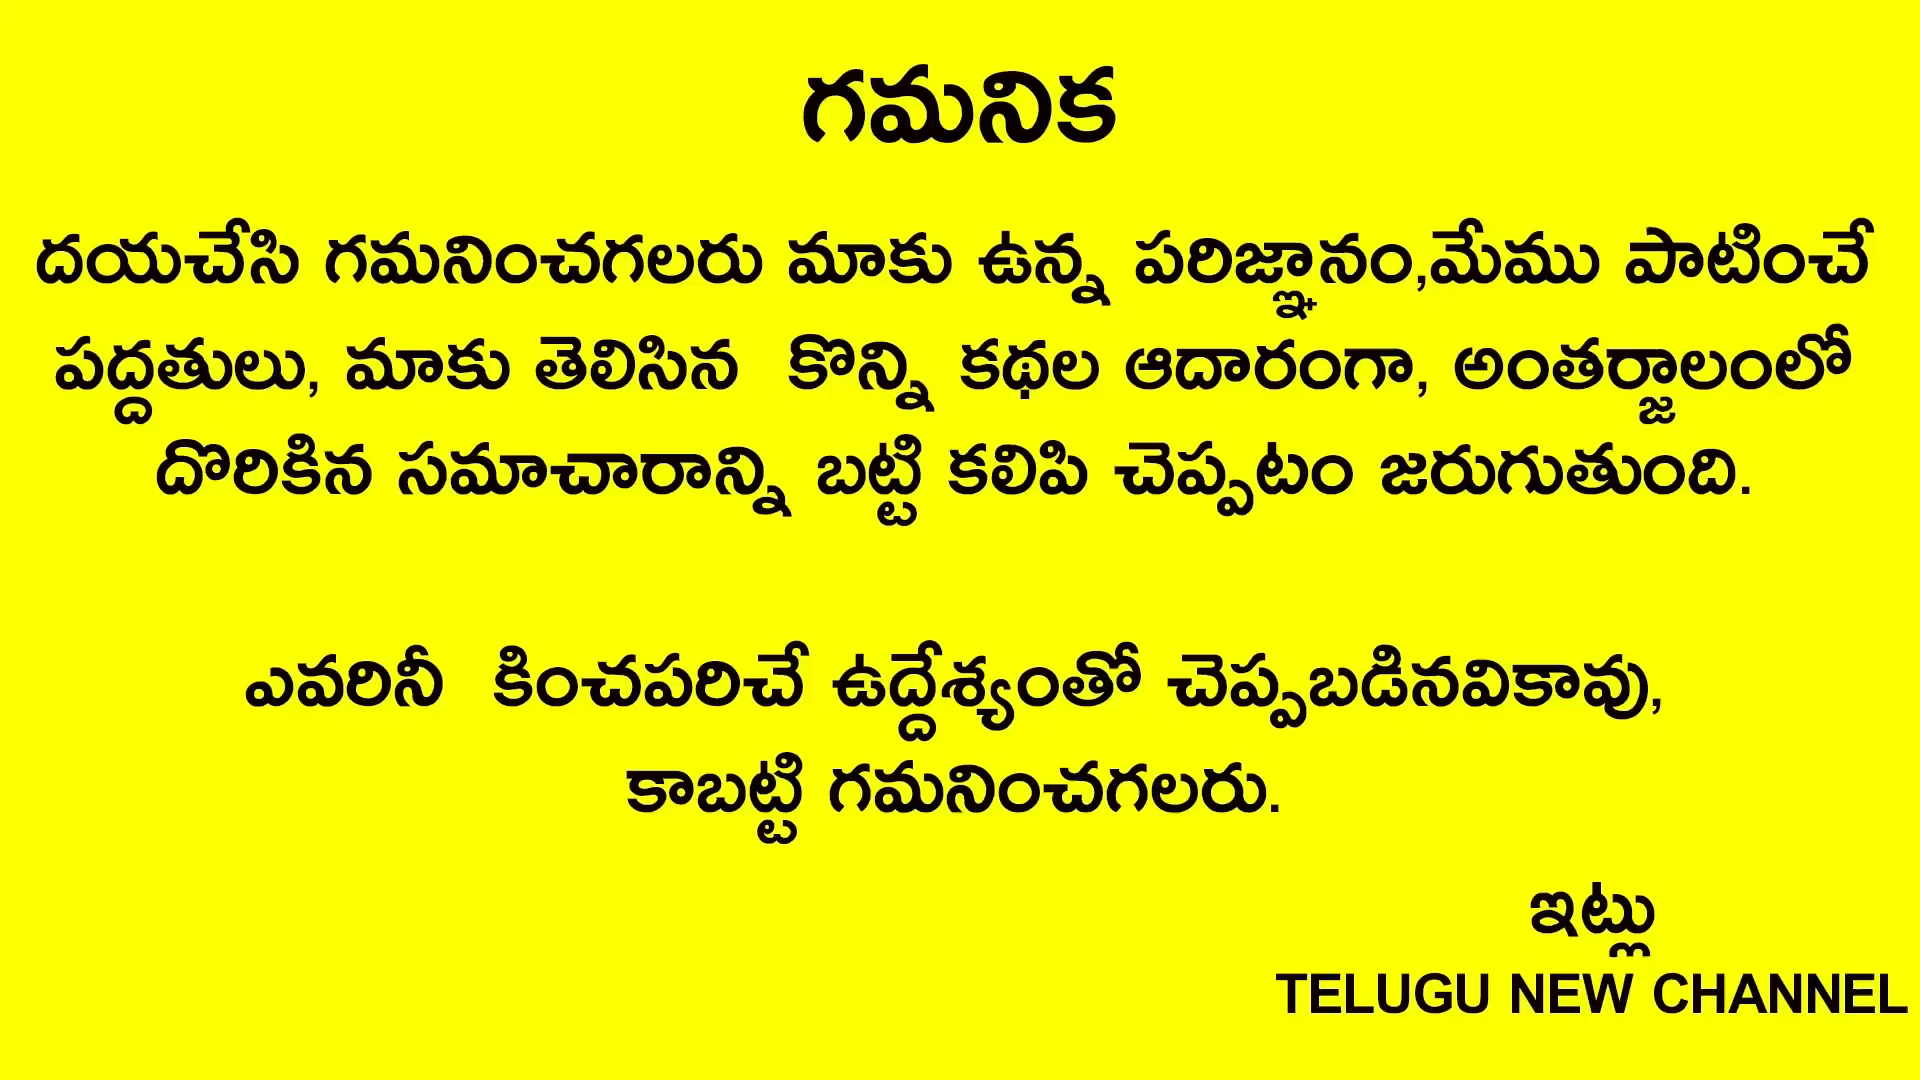 గమనిక
దయచేసి గమనించగలరు మాకు ఉన్న పరిజ్ఞానం,మేము పాటించే
పద్దతులు, మాకు తెలిసిన కొన్ని కథల ఆదారంగా, అంతర్జాలంలో
దొరికిన సమాచారాన్ని బట్టి కలిపి చెప్పటం జరుగుతుంది.
ఎవరినీ కించపరిచే ఉద్దేశ్యంతో చెప్పబడినవికావు,
కాబట్టి గమనించగలరు.
ఇట్లు
TELUGU NEW CHANNEL